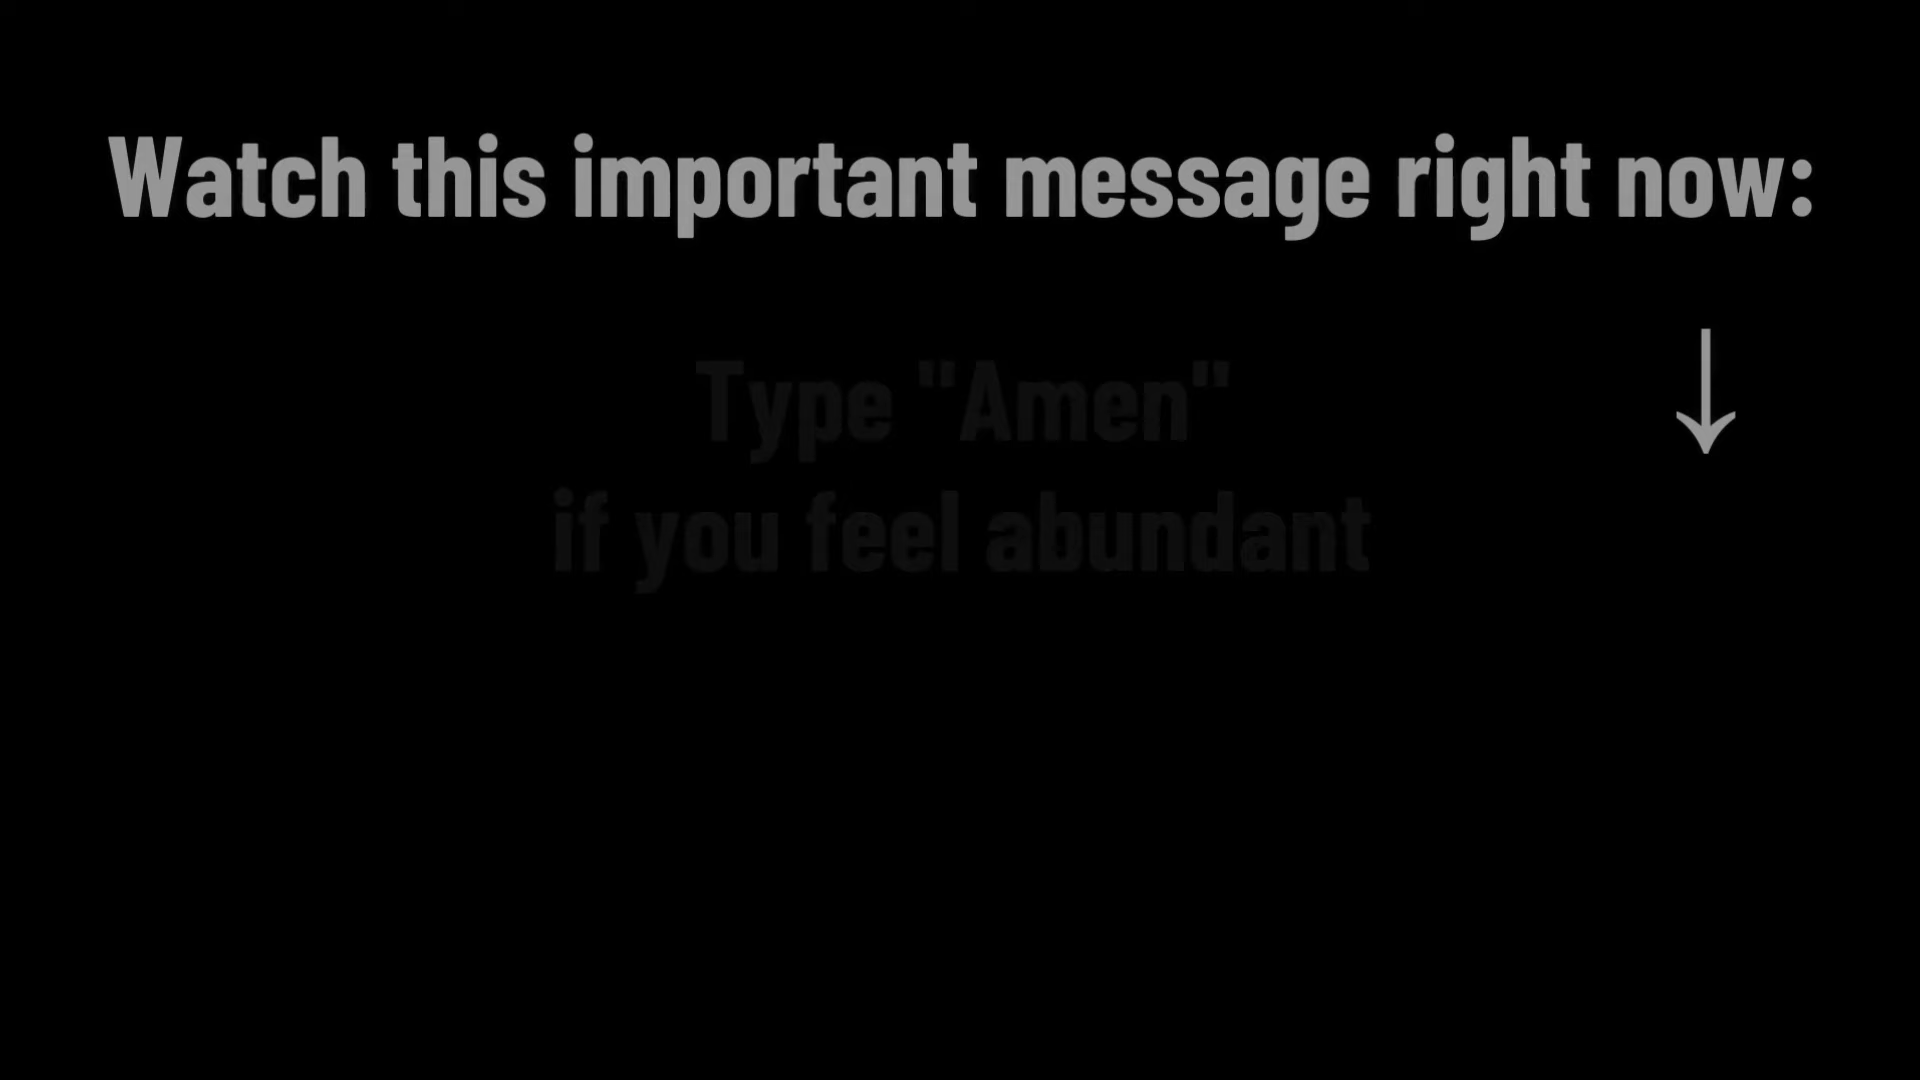 Watch this important message right now:
↓
Type "Amen"
if you feel abundant